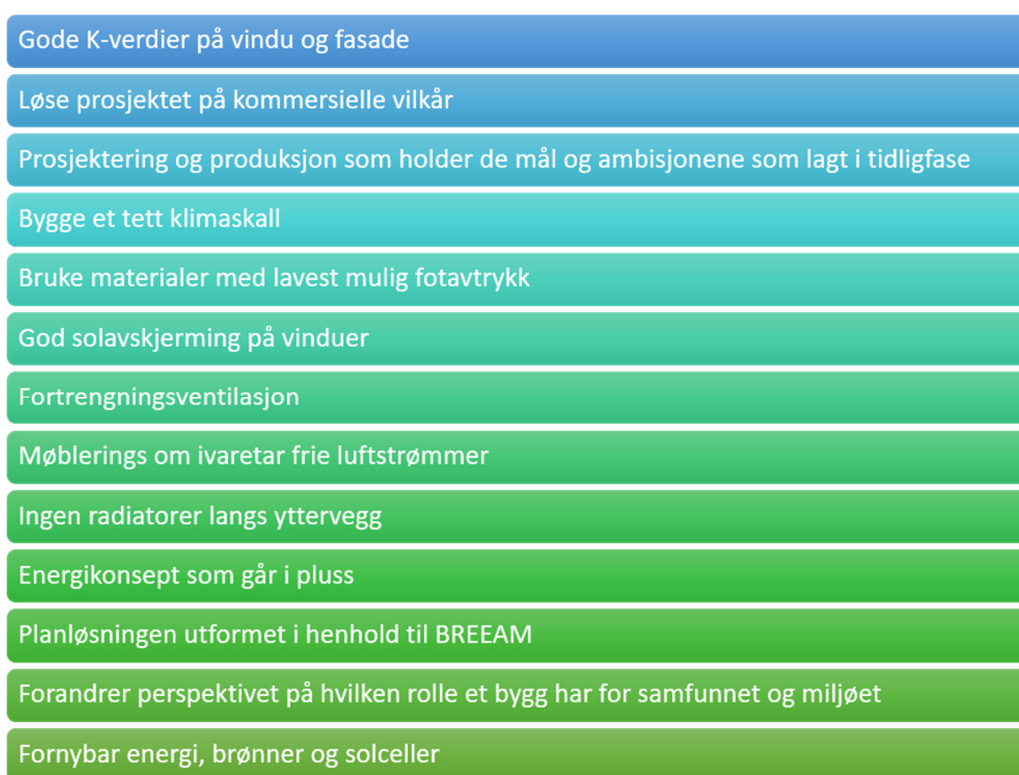 Gode K-verdier på vindu og fasade
Løse prosjektet på kommersielle vilkår
Prosjektering og produksjon som holder de mål og ambisjonene som lagt i tidligfase
Bygge et tett klimaskall
Bruke materialer med lavest mulig fotavtrykk
God solavskjerming på vinduer
Fortrengningsventilasjon
Møblerings om ivaretar frie luftstrømmer
Ingen radiatorer langs yttervegg
Energikonsept som går i pluss
Planløsningen utformet i henhold til BREEAM
Forandrer perspektivet på hvilken rolle et bygg har for samfunnet og miljøet
Fornybar energi, brønner og solceller